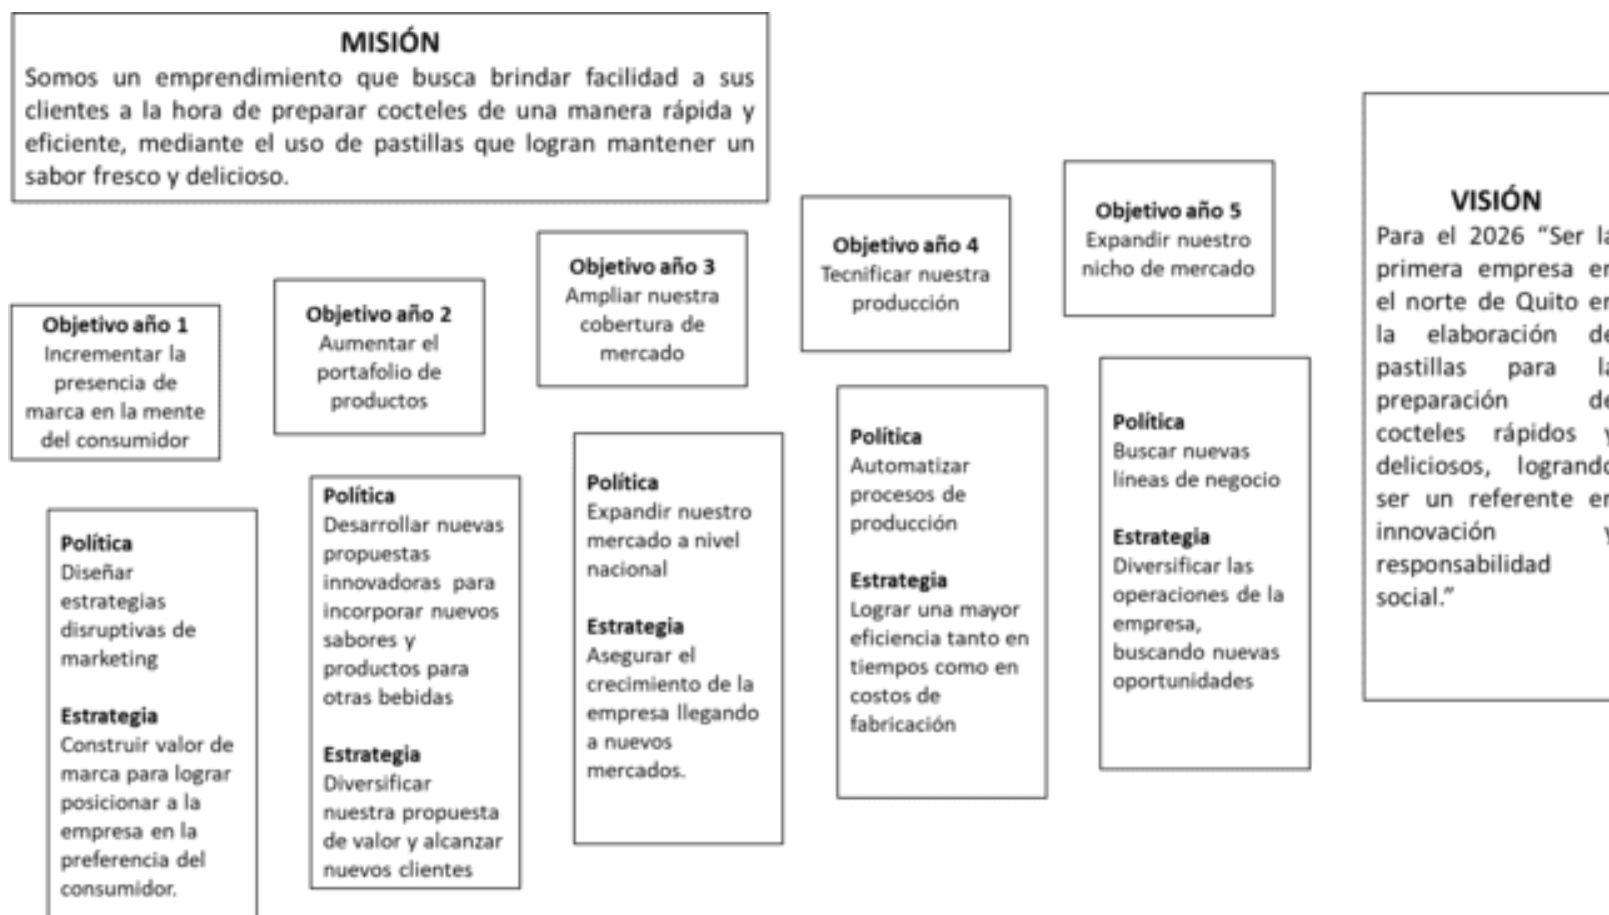 MISIÓN
Somos un emprendimiento que busca brindar facilidad a sus
clientes a la hora de preparar cocteles de una manera rápida y
eficiente, mediante el uso de pastillas que logran mantener un
sabor fresco y delicioso.
Objetivo año 1
Incrementar la
presencia de
marca en la mente
del consumidor
Política
Diseñar
estrategias
disruptivas de
marketing
Estrategia
Construir valor de
marca para lograr
posicionar a la
empresa en la
preferencia del
consumidor.
Objetivo año 2
Aumentar el
portafolio de
productos
Política
Desarrollar nuevas
propuestas
innovadoras para
incorporar nuevos
sabores y
productos para
otras bebidas
Estrategia
Diversificar
nuestra propuesta
de valor y alcanzar
nuevos clientes
Objetivo año 3
Ampliar nuestra
cobertura de
mercado
Política
Expandir nuestro
mercado a nivel
nacional
Estrategia
Asegurar el
crecimiento de la
empresa llegando
a nuevos
mercados.
Objetivo año 4
Tecnificar nuestra
producción
Política
Automatizar
procesos de
producción
Estrategia
Lograr una mayor
eficiencia tanto en
tiempos como en
costos de
fabricación
Objetivo año 5
Expandir nuestro
nicho de mercado
Política
Buscar nuevas
líneas de negocio
Estrategia
Diversificar las
operaciones de la
empresa,
buscando nuevas
oportunidades
VISIÓN
Para el 2026 “Ser la
primera empresa en
el norte de Quito en
la elaboración de
pastillas para la
preparación de
cocteles rápidos y
deliciosos, logrando
ser un referente en
innovación y
responsabilidad
social.”